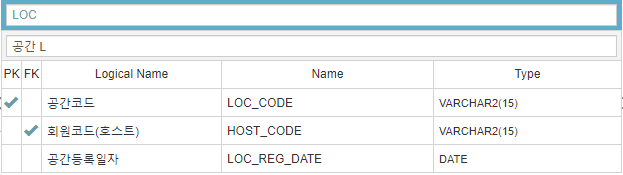 LOC
공간 L
PK FK Logical Name Name Type
공간코드 LOC_CODE VARCHAR2(15)
회원코드(호스트) HOST_CODE VARCHAR2(15)
공간등록일자 LOC_REG_DATE DATE